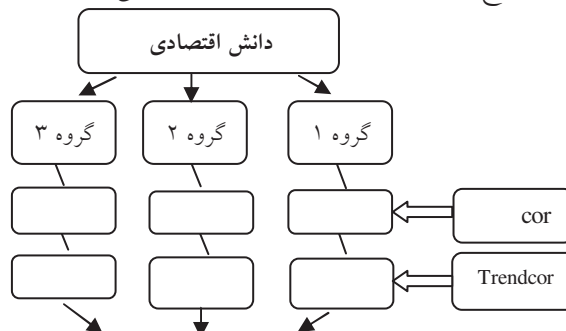 دانش اقتصادی
گروه ۱
گروه ۲
گروه ۳
cor
Trendcor